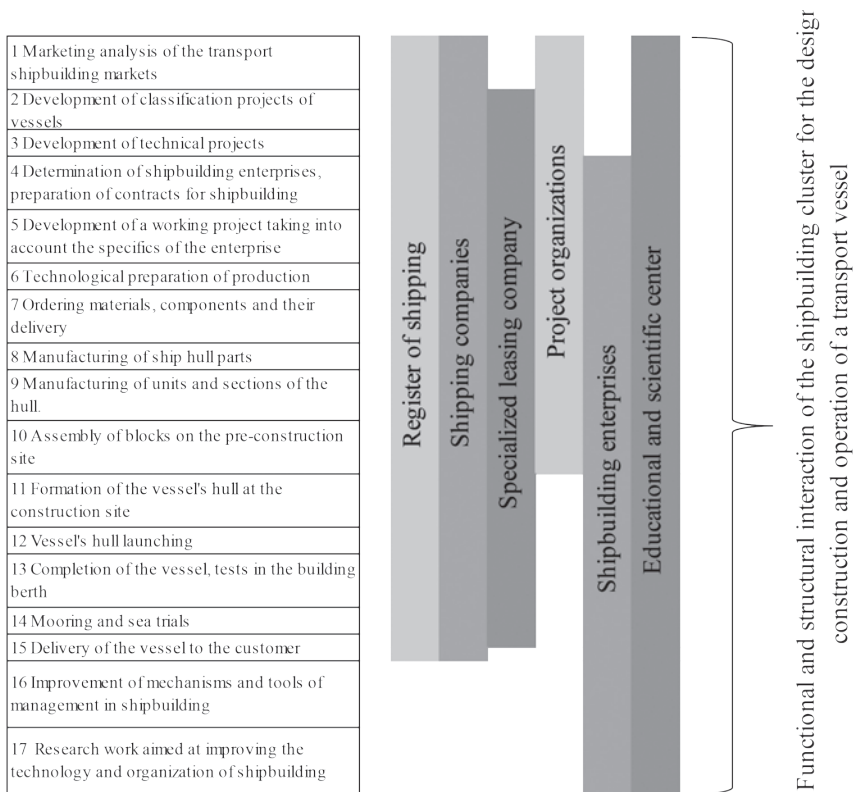 1 Marketing analysis of the transport
shipbuilding markets
2 Development of classification projects of
vessels
3 Development of technical projects
4 Determination of shipbuilding enterprises,
preparation of contracts for shipbuilding
5 Development of a working project taking into
account the specifics of the enterprise
6 Technological preparation of production
7 Ordering materials, components and their
delivery
8 Manufacturing of ship hull parts
9 Manufacturing of units and sections of the
hull.
10 Assembly of blocks on the pre-construction
site
11 Formation of the vessel's hull at the
construction site
12 Vessel's hull launching
13 Completion of the vessel, tests in the building
berth
14 Mooring and sea trials
15 Delivery of the vessel to the customer
16 Improvement of mechanisms and tools of
management in shipbuilding
17 Research work aimed at improving the
technology and organization of shipbuilding
Register of shipping
Shipping companies
Specialized leasing company
Project organizations
Shipbuilding enterprises
Educational and scientific center
Functional and structural interaction of the shipbuilding cluster for the design
construction and operation of a transport vessel